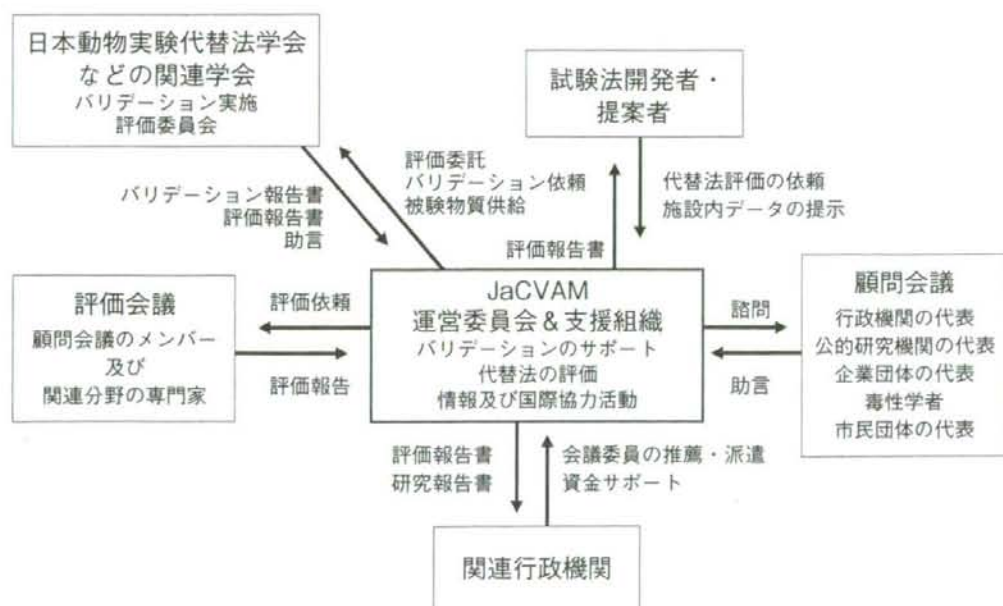 日本動物実験代替法学会
などの関連学会
バリデーション実施
評価委員会
試験法開発者・
提案者
評価委託
バリデーション依頼
被験物質供給
バリデーション報告書
評価報告書
助言
代替法評価の依頼
施設内データの提示
評価報告書
評価会議
顧問会議のメンバー
及び
関連分野の専門家
評価依頼
評価報告
JaCVAM
運営委員会&支援組織
バリデーションのサポート
代替法の評価
情報及び国際協力活動
諮問
助言
顧問会議
行政機関の代表
公的研究機関の代表
企業団体の代表
毒性学者
市民団体の代表
評価報告書
研究報告書
会議委員の推薦・派遣
資金サポート
関連行政機関